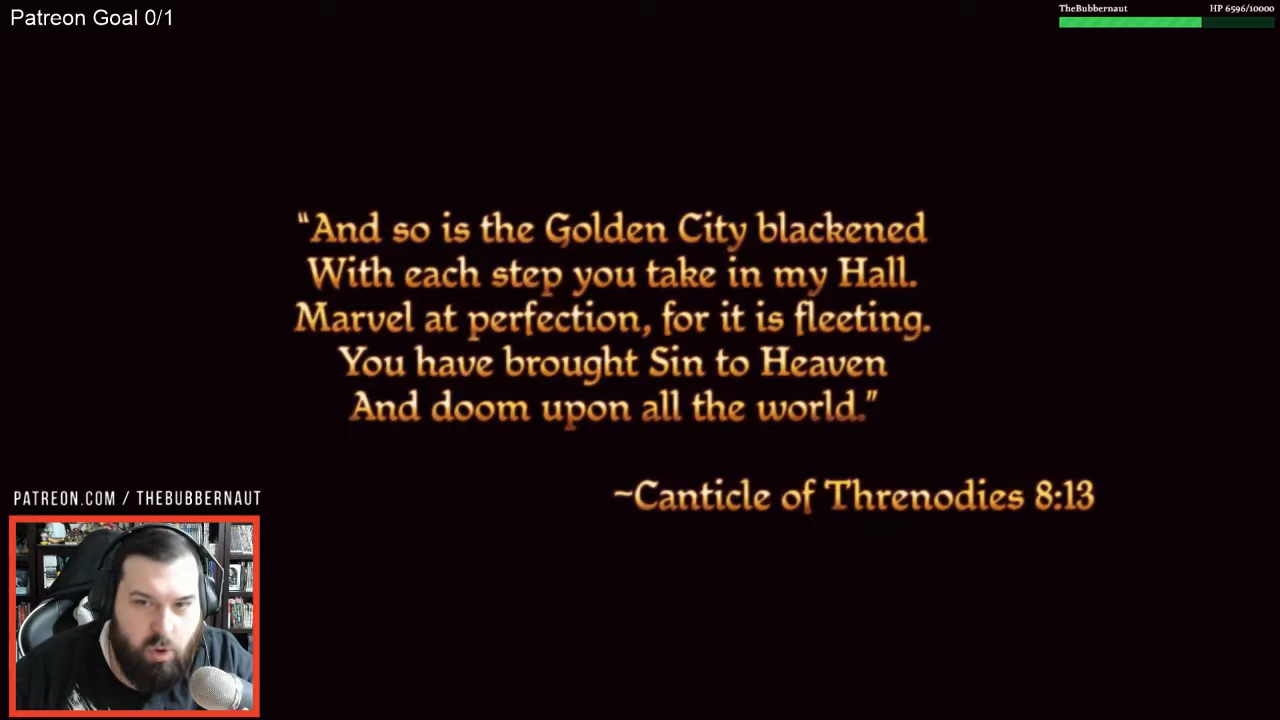 Patreon Goal 0/1
TheBubbernaut HP 6596/10000
“And so is the Golden City blackened
With each step you take in my Hall.
Marvel at perfection, for it is fleeting.
You have brought Sin to Heaven
And doom upon all the world.”
~Canticle of Threnodies 8:13
PATREON.COM / THEBUBBERNAUT